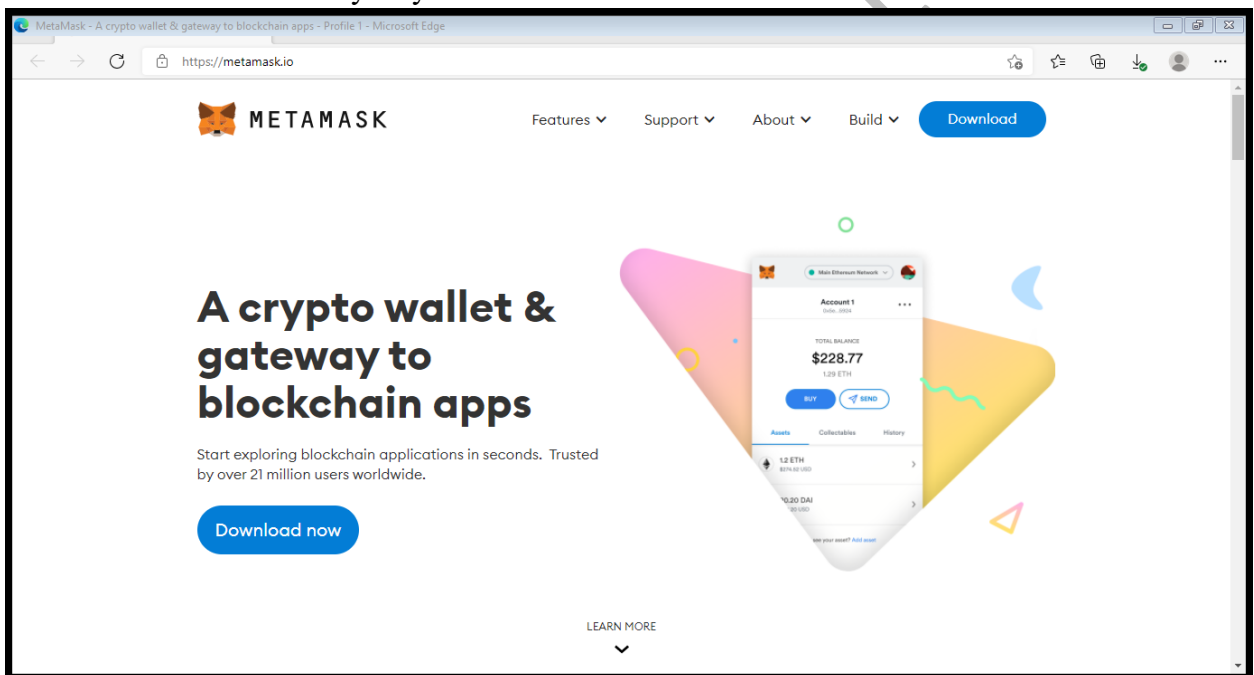 MetaMask - A crypto wallet & gateway to blockchain apps - Profile 1 - Microsoft Edge
https://metamask.io
METAMASK
Features
Support
About
Build
Download
A crypto wallet &
gateway to
blockchain apps
Start exploring blockchain applications in seconds. Trusted
by over 21 million users worldwide.
Download now
Main Ethereum Network
Account 1
TOTAL BALANCE
$228.77
1.29 ETH
BUY
SEND
Assets
Collectables
History
1.2 ETH
DAI
your asset? Add asset
LEARN MORE